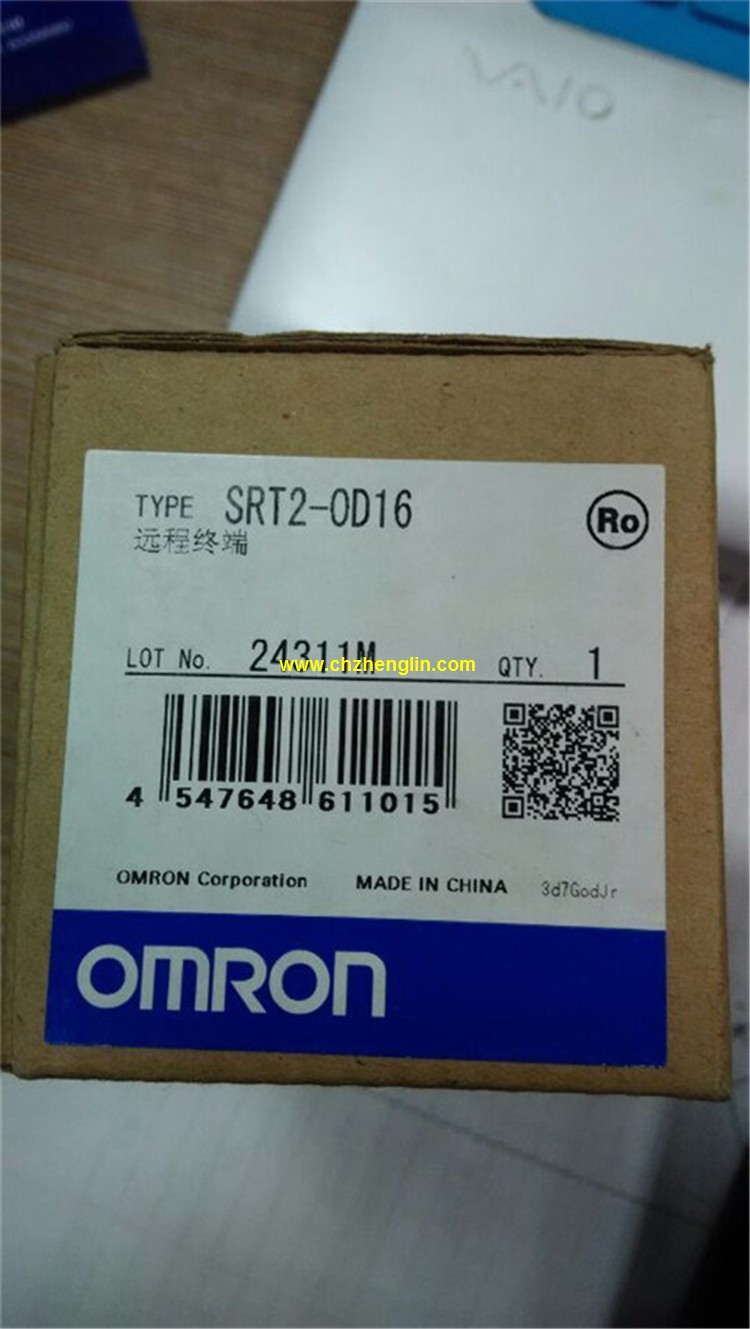 VAIO
TYPE SRT2-OD16
Ro
远程终端
LOT No. 24311M QTY. 1
www.chzhenglin.com
4 547648 611015
OMRON Corporation MADE IN CHINA 3d7GodJr
OMRON